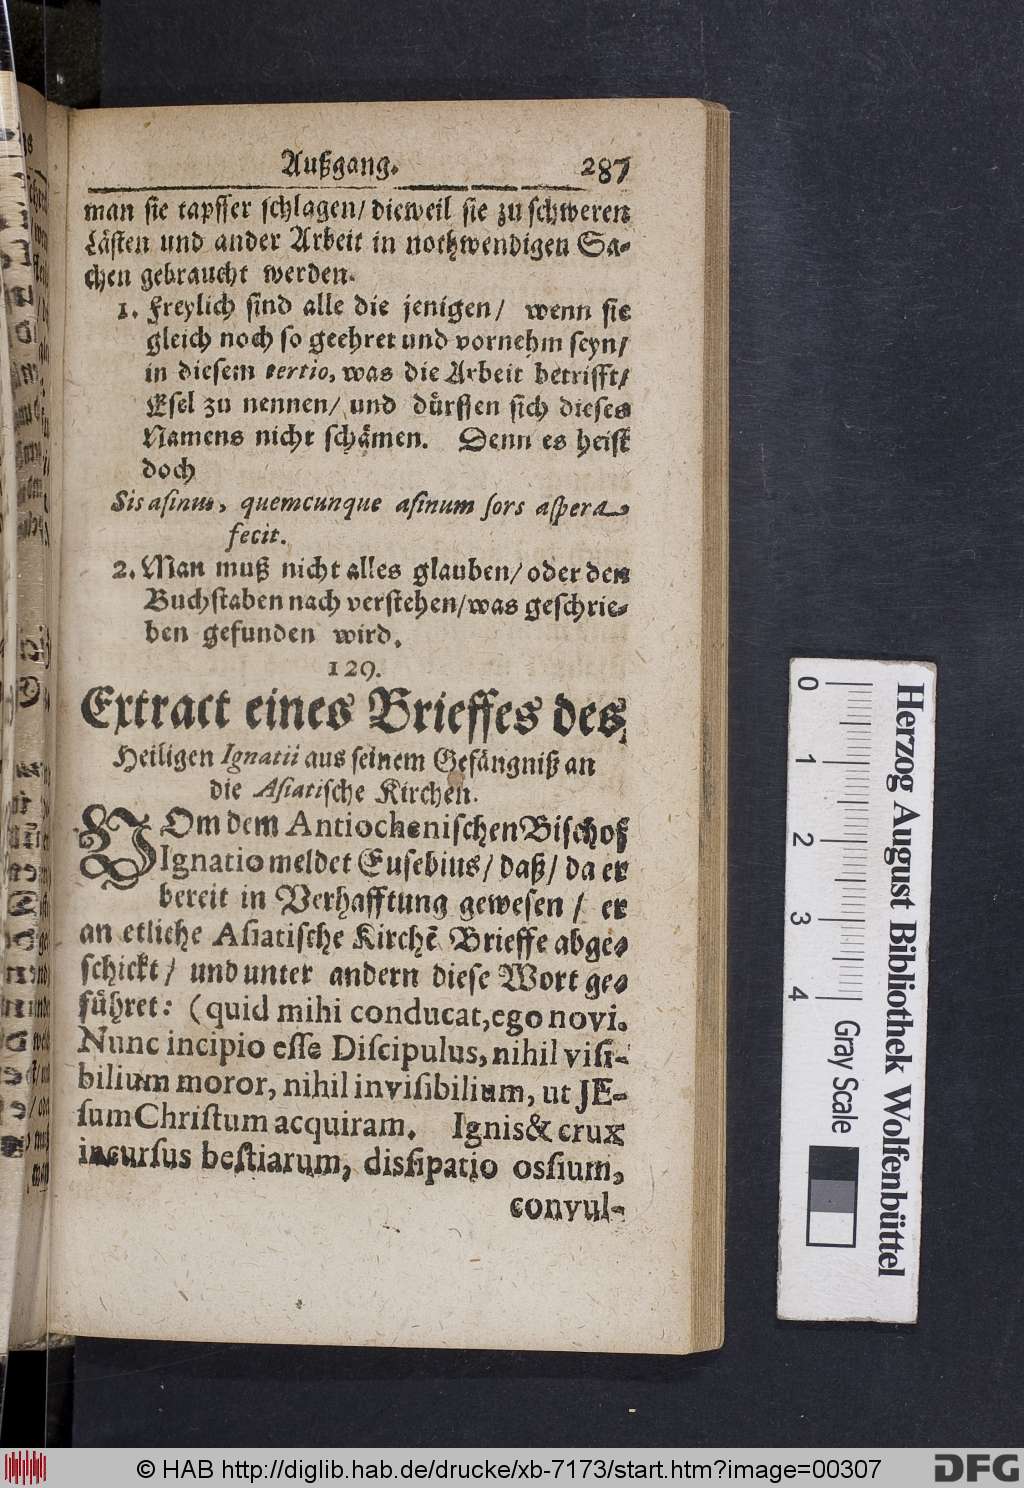 Außgang. 287
man sie tapffer schlagen/ dieweil sie zu schweren
Lästen und ander Arbeit in nothwendigen Sa-
chen gebraucht werden.
1. Freylich sind alle die jenigen/ wenn sie
gleich noch so geehret und vornehm seyn/
in diesem tertio, was die Arbeit betrifft/
Esel zu nennen/ und dürffen sich dieses
Namens nicht schämen. Denn es heist
doch
Sis asinus, quemcunque asinum sors aspera
fecit.
2. Man muß nicht alles glauben/ oder den
Buchstaben nach verstehen/ was geschrie-
ben gefunden wird.
129.
Extract eines Brieffes des
Heiligen Ignatii aus seinem Gefängniß an
die Asiatische Kirchen.
VOm dem Antiochenischen Bischof
Ignatio meldet Eusebius/ daß/ da er
bereit in Verhafftung gewesen/ er
an etliche Asiatische Kirchē Brieffe abge-
schickt/ und unter andern diese Wort ge-
führet: (quid mihi conducat, ego novi.
Nunc incipio esse Discipulus, nihil visi-
bilium moror, nihil invisibilium, ut JE-
sum Christum acquiram. Ignis & crux
incursus bestiarum, dissipatio ossium,
convul-
0 1 2 3 4
Gray Scale
Herzog August Bibliothek Wolfenbüttel
© HAB http://diglib.hab.de/drucke/xb-7173/start.htm?image=00307
DFG